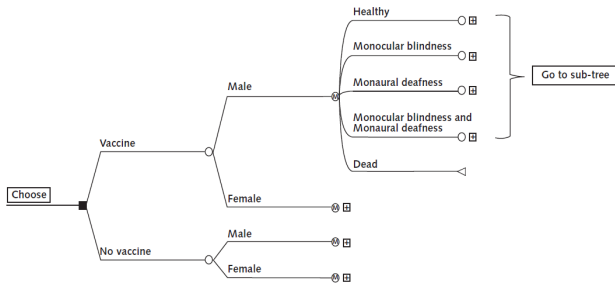 Healthy
Monocular blindness
Go to sub-tree
Male
Monaural deafness
Monocular blindness and
Monaural deafness
M
Vaccine
Dead
Choose
Female
M
Male
M
No vaccine
Female
M